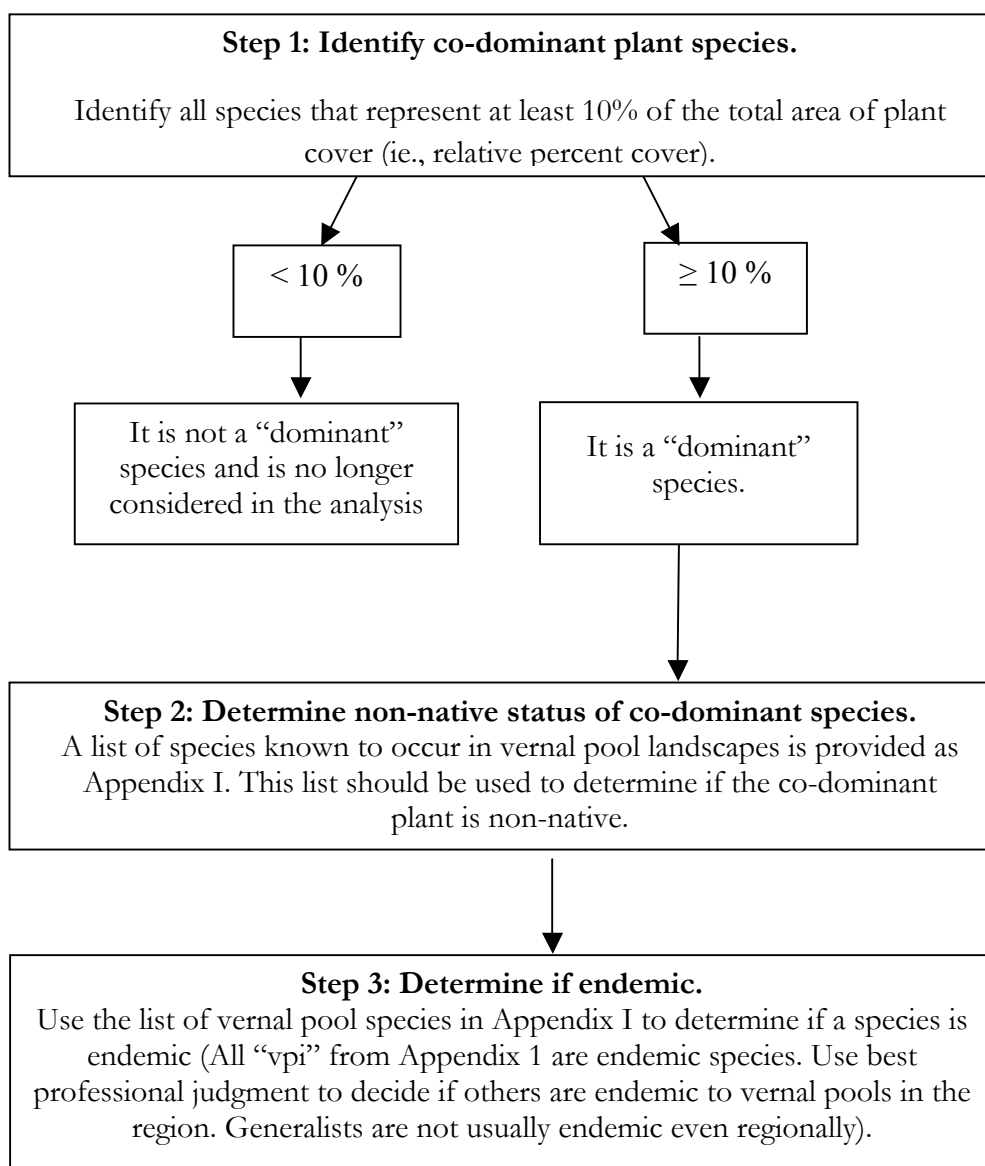 Step 1: Identify co-dominant plant species.
Identify all species that represent at least 10% of the total area of plant
cover (ie., relative percent cover).
< 10 %
≥ 10 %
It is not a “dominant”
species and is no longer
considered in the analysis
It is a “dominant”
species.
Step 2: Determine non-native status of co-dominant species.
A list of species known to occur in vernal pool landscapes is provided as
Appendix I. This list should be used to determine if the co-dominant
plant is non-native.
Step 3: Determine if endemic.
Use the list of vernal pool species in Appendix I to determine if a species is
endemic (All “vpi” from Appendix 1 are endemic species. Use best
professional judgment to decide if others are endemic to vernal pools in the
region. Generalists are not usually endemic even regionally).